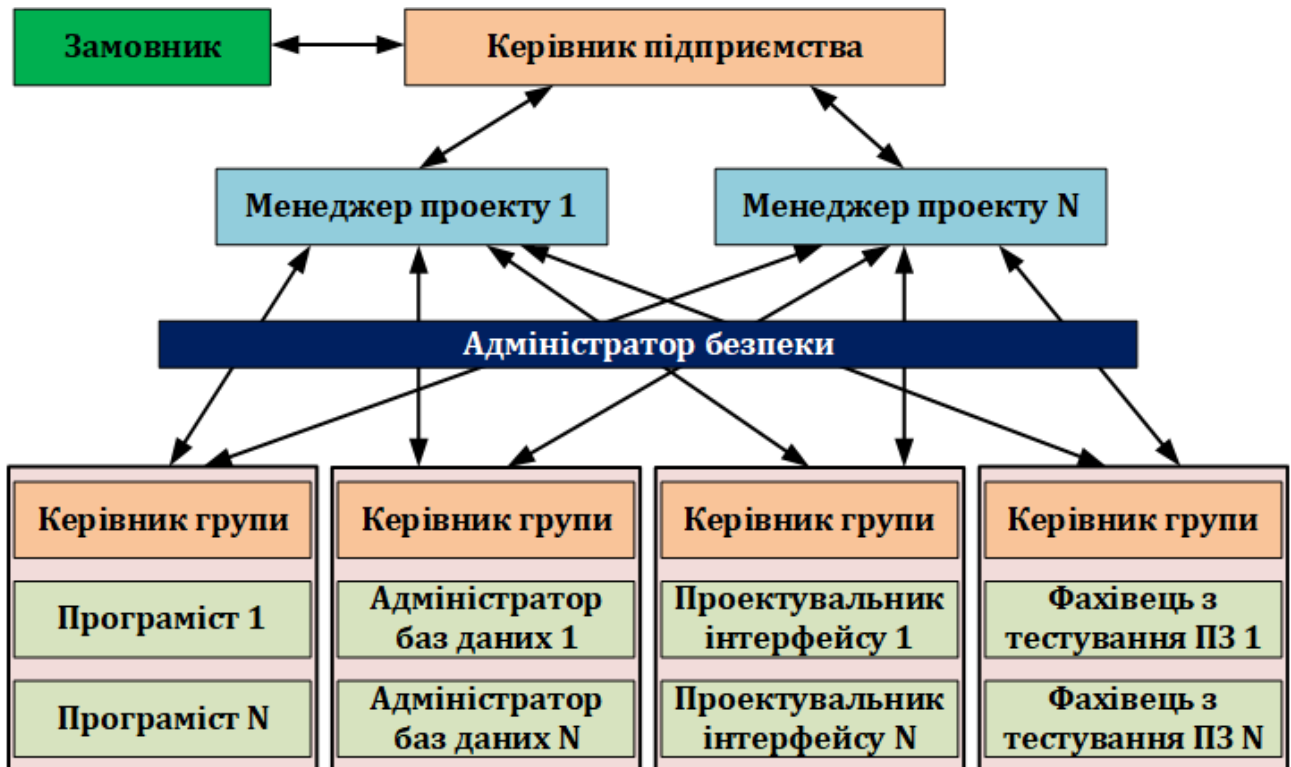 Замовник
Керівник підприємства
Менеджер проекту 1
Менеджер проекту N
Адміністратор безпеки
Керівник групи
Керівник групи
Керівник групи
Керівник групи
Програміст 1
Адміністратор
баз даних 1
Проектувальник
інтерфейсу 1
Фахівець з
тестування ПЗ 1
Програміст N
Адміністратор
баз даних N
Проектувальник
інтерфейсу N
Фахівець з
тестування ПЗ N